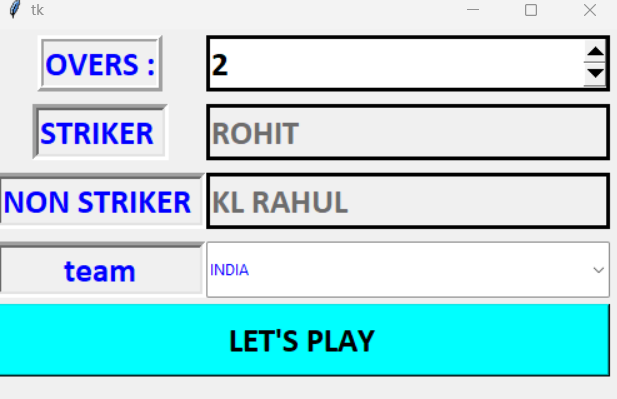 tk
OVERS : 2
STRIKER ROHIT
NON STRIKER KL RAHUL
team INDIA
LET'S PLAY